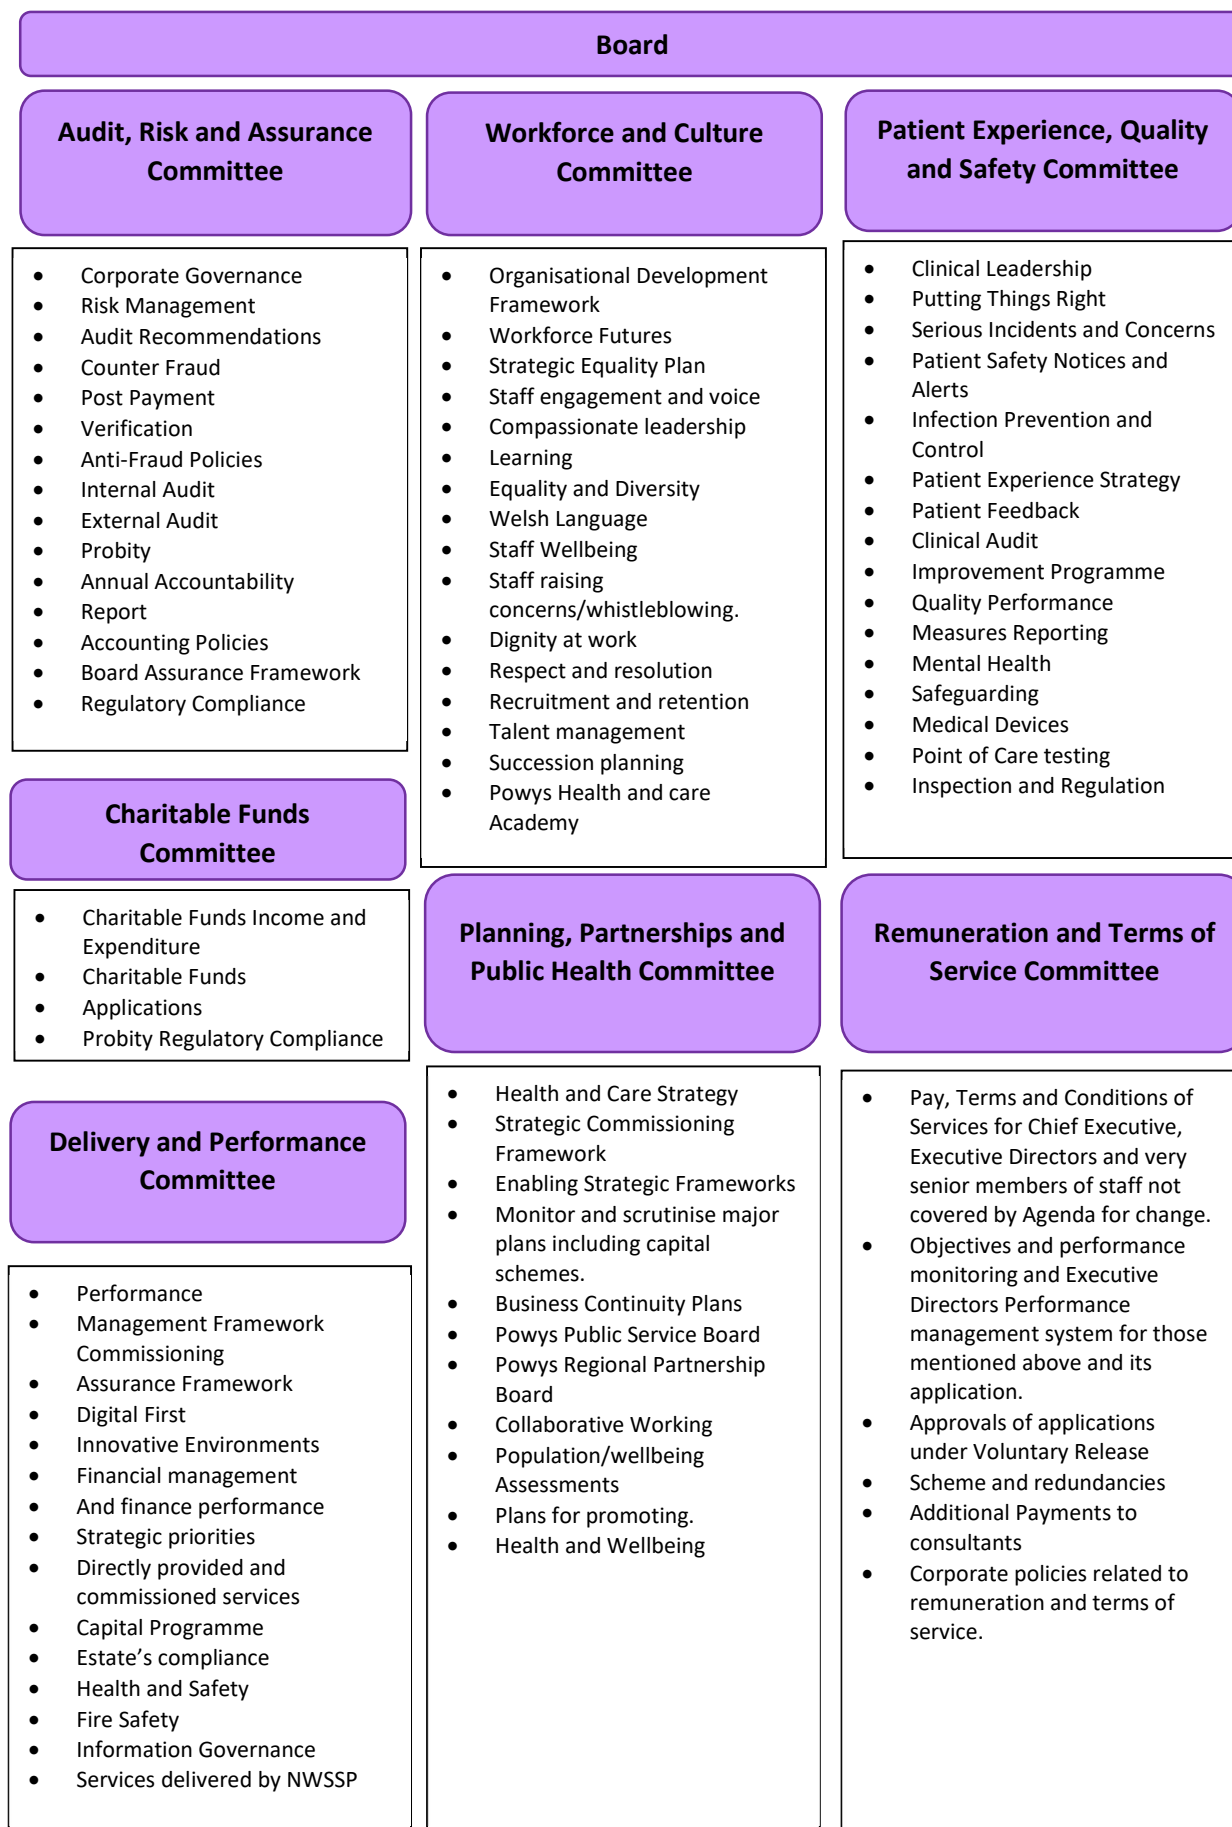 Board
Audit, Risk and Assurance
Committee
• Corporate Governance
• Risk Management
• Audit Recommendations
• Counter Fraud
• Post Payment
• Verification
• Anti-Fraud Policies
• Internal Audit
• External Audit
• Probity
• Annual Accountability
• Report
• Accounting Policies
• Board Assurance Framework
• Regulatory Compliance
Charitable Funds
Committee
• Charitable Funds Income and
Expenditure
• Charitable Funds
• Applications
• Probity Regulatory Compliance
Delivery and Performance
Committee
• Performance
• Management Framework
Commissioning
• Assurance Framework
• Digital First
• Innovative Environments
• Financial management
• And finance performance
• Strategic priorities
• Directly provided and
commissioned services
• Capital Programme
• Estate’s compliance
• Health and Safety
• Fire Safety
• Information Governance
• Services delivered by NWSSP
Workforce and Culture
Committee
• Organisational Development
Framework
• Workforce Futures
• Strategic Equality Plan
• Staff engagement and voice
• Compassionate leadership
• Learning
• Equality and Diversity
• Welsh Language
• Staff Wellbeing
• Staff raising
concerns/whistleblowing.
• Dignity at work
• Respect and resolution
• Recruitment and retention
• Talent management
• Succession planning
• Powys Health and care
Academy
Planning, Partnerships and
Public Health Committee
• Health and Care Strategy
• Strategic Commissioning
Framework
• Enabling Strategic Frameworks
• Monitor and scrutinise major
plans including capital
schemes.
• Business Continuity Plans
• Powys Public Service Board
• Powys Regional Partnership
Board
• Collaborative Working
• Population/wellbeing
Assessments
• Plans for promoting.
• Health and Wellbeing
Patient Experience, Quality
and Safety Committee
• Clinical Leadership
• Putting Things Right
• Serious Incidents and Concerns
• Patient Safety Notices and
Alerts
• Infection Prevention and
Control
• Patient Experience Strategy
• Patient Feedback
• Clinical Audit
• Improvement Programme
• Quality Performance
• Measures Reporting
• Mental Health
• Safeguarding
• Medical Devices
• Point of Care testing
• Inspection and Regulation
Remuneration and Terms of
Service Committee
• Pay, Terms and Conditions of
Services for Chief Executive,
Executive Directors and very
senior members of staff not
covered by Agenda for change.
• Objectives and performance
monitoring and Executive
Directors Performance
management system for those
mentioned above and its
application.
• Approvals of applications
under Voluntary Release
• Scheme and redundancies
• Additional Payments to
consultants
• Corporate policies related to
remuneration and terms of
service.